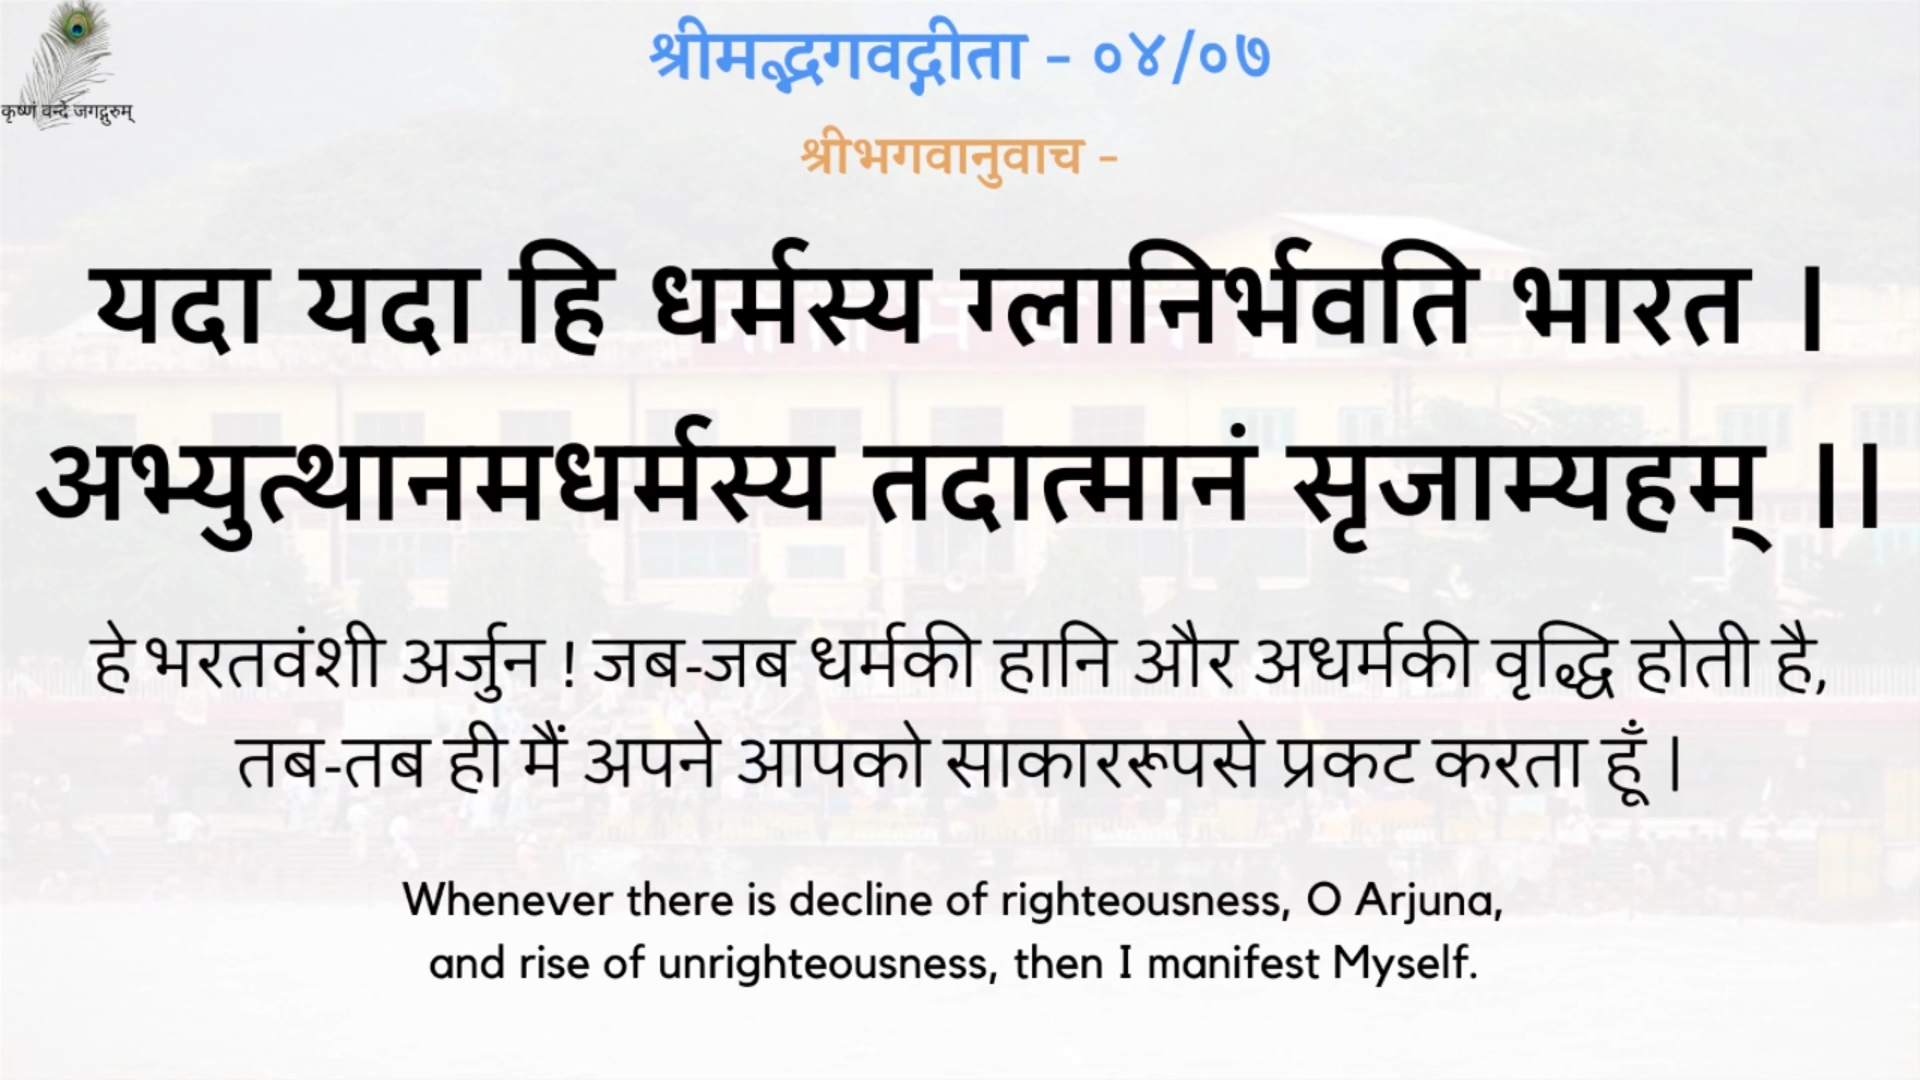 श्रीमद्भगवद्गीता - ०४/०७
कृष्णं वन्दे जगद्गुरुम्
श्रीभगवानुवाच -
यदा यदा हि धर्मस्य ग्लानिर्भवति भारत ।
अभ्युत्थानमधर्मस्य तदात्मानं सृजाम्यहम् ।।
हे भरतवंशी अर्जुन ! जब-जब धर्मकी हानि और अधर्मकी वृद्धि होती है,
तब-तब ही मैं अपने आपको साकाररूपसे प्रकट करता हूँ |
Whenever there is decline of righteousness, O Arjuna,
and rise of unrighteousness, then I manifest Myself.